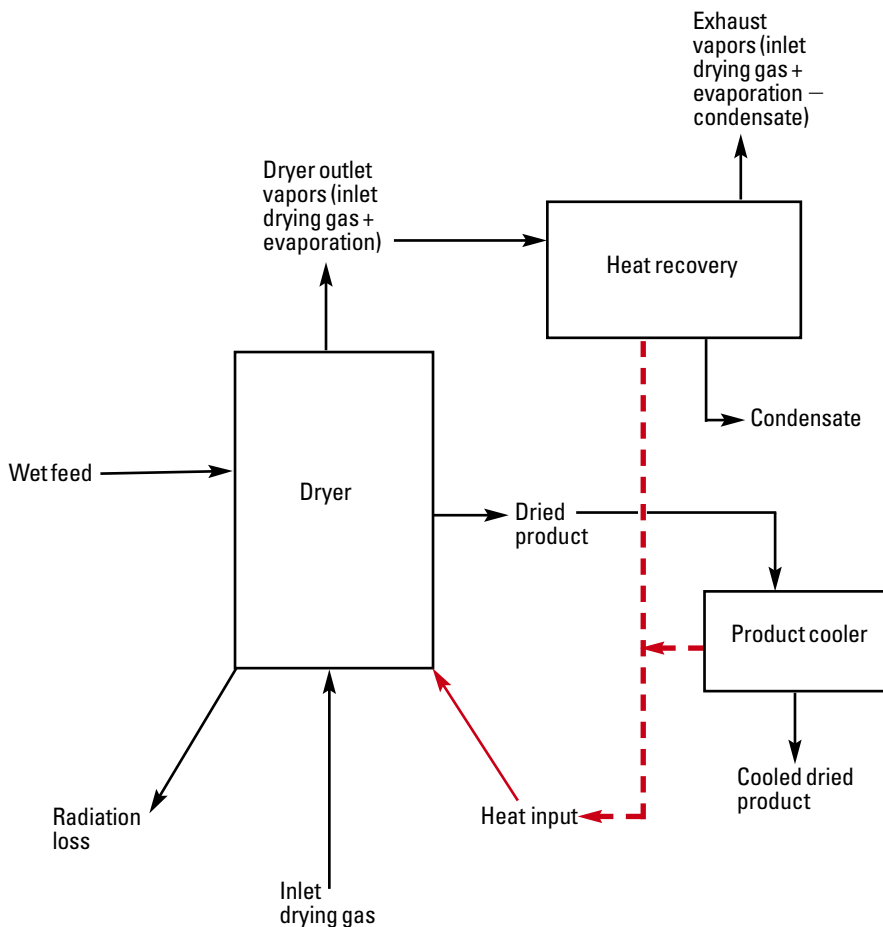 Exhaust
vapors (inlet
drying gas +
evaporation −
condensate)
Dryer outlet
vapors (inlet
drying gas +
evaporation)
Heat recovery
Condensate
Wet feed
Dryer
Dried
product
Product cooler
Cooled dried
product
Heat input
Radiation
loss
Inlet
drying gas